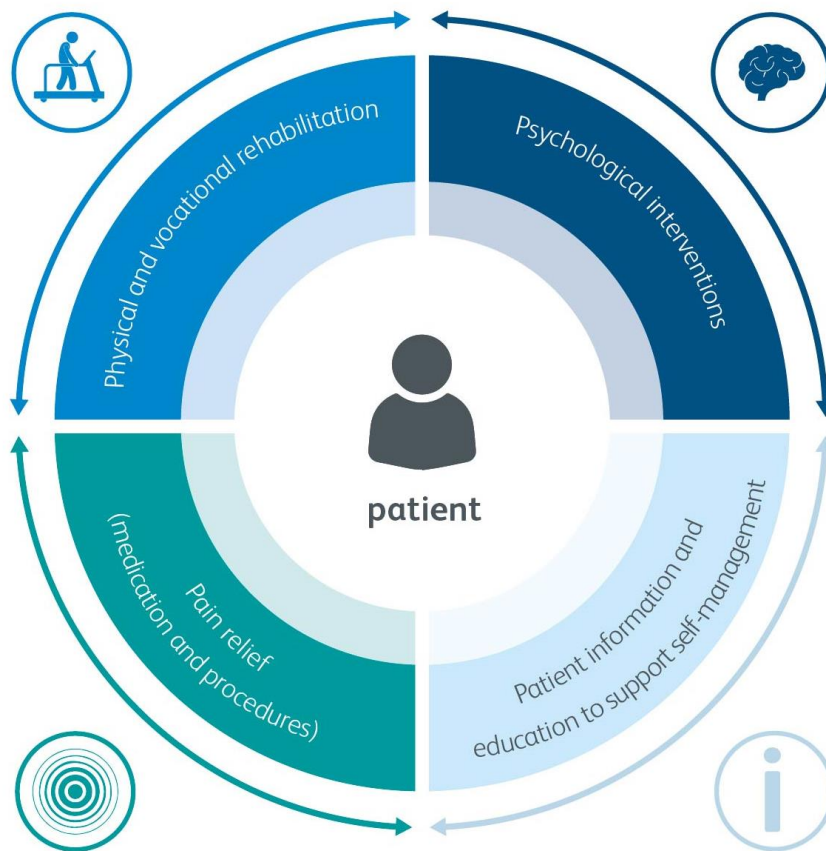 Physical and vocational rehabilitation
Psychological interventions
patient
Pain relief
(medication and procedures)
Patient information and
education to support self-management
i